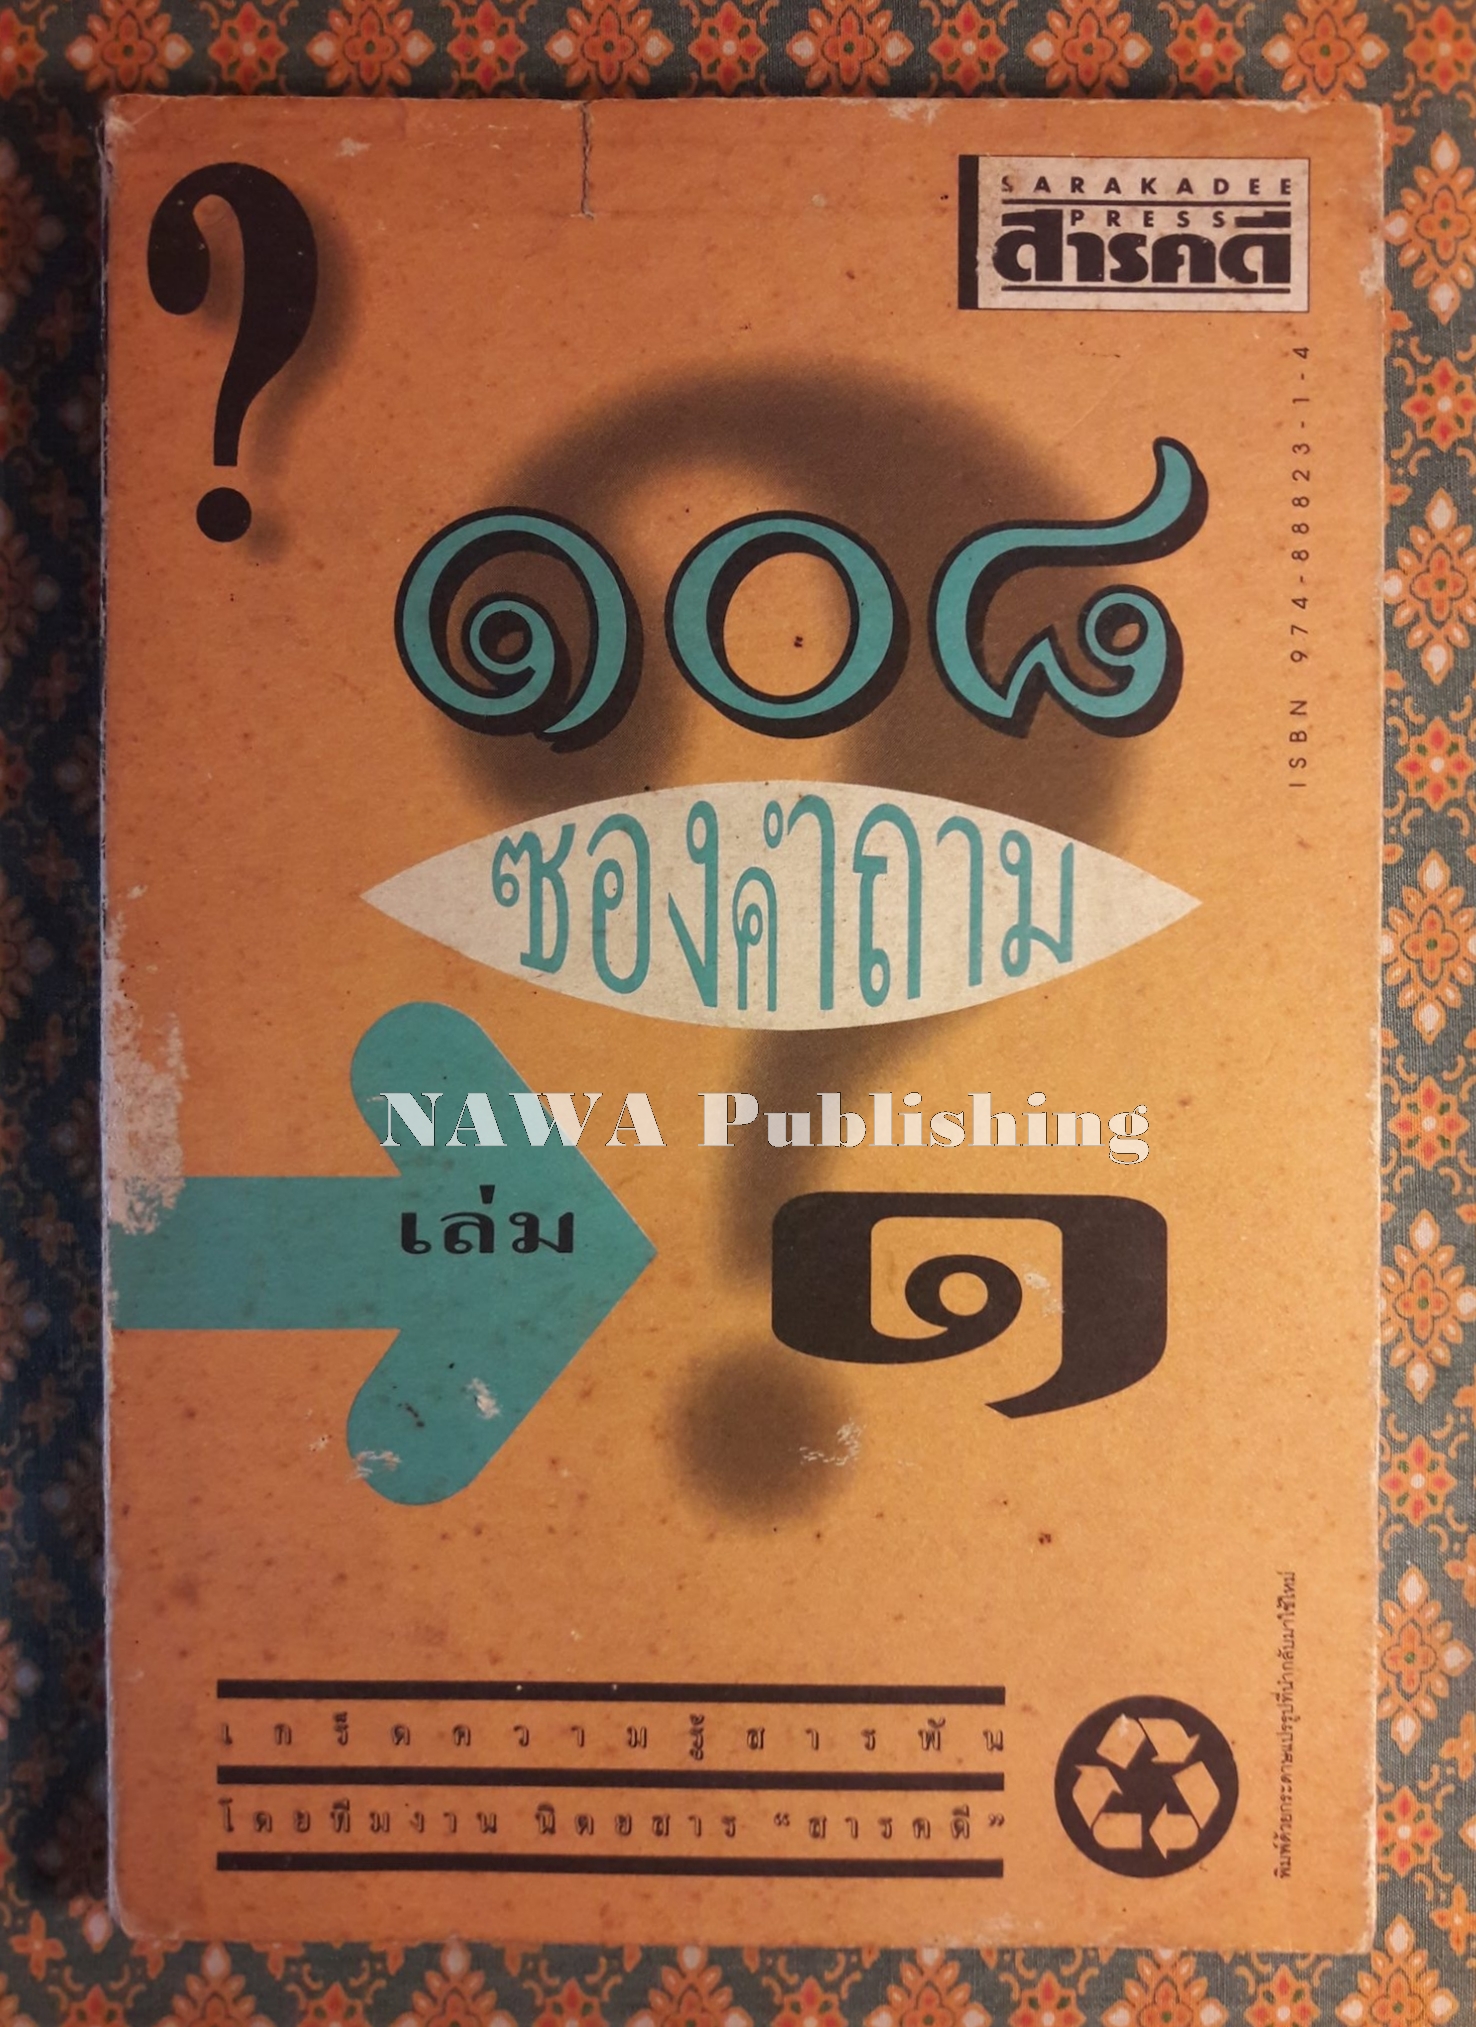 SARAKADEE
PRESS
สารคดี
ISBN 974-88823-1-4
๑๐๘
ซองคำถาม
NAWA Publishing
เล่ม
๑
เกร็ดความรู้สารพัน
โดยทีมงาน นิตยสาร "สารคดี"
พิมพ์ด้วยกระดาษแปรรูปที่นำกลับมาใช้ใหม่